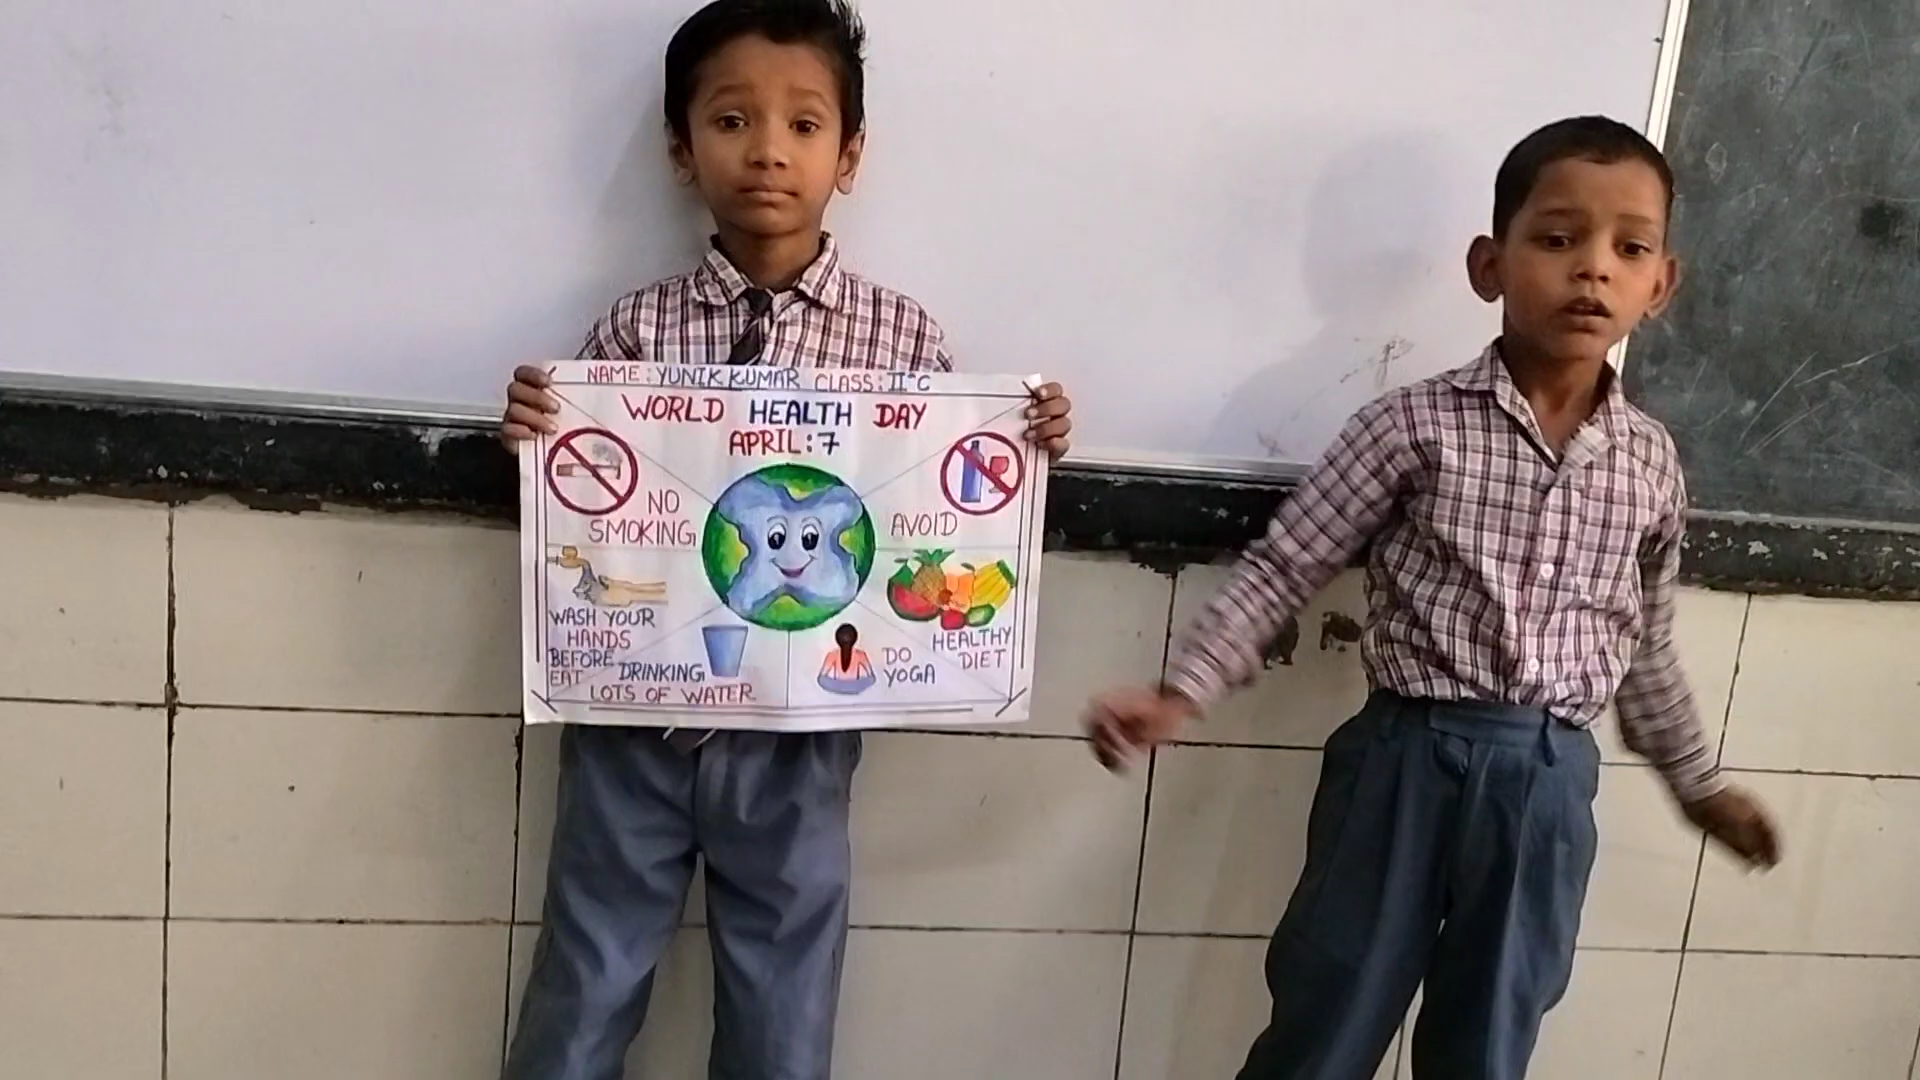 NAME: YUNIK KUMAR CLASS: II-C
WORLD HEALTH DAY
APRIL: 7
NO
SMOKING
AVOID
WASH YOUR
HANDS
BEFORE
EAT
DRINKING
LOTS OF WATER
DO
YOGA
HEALTHY
DIET